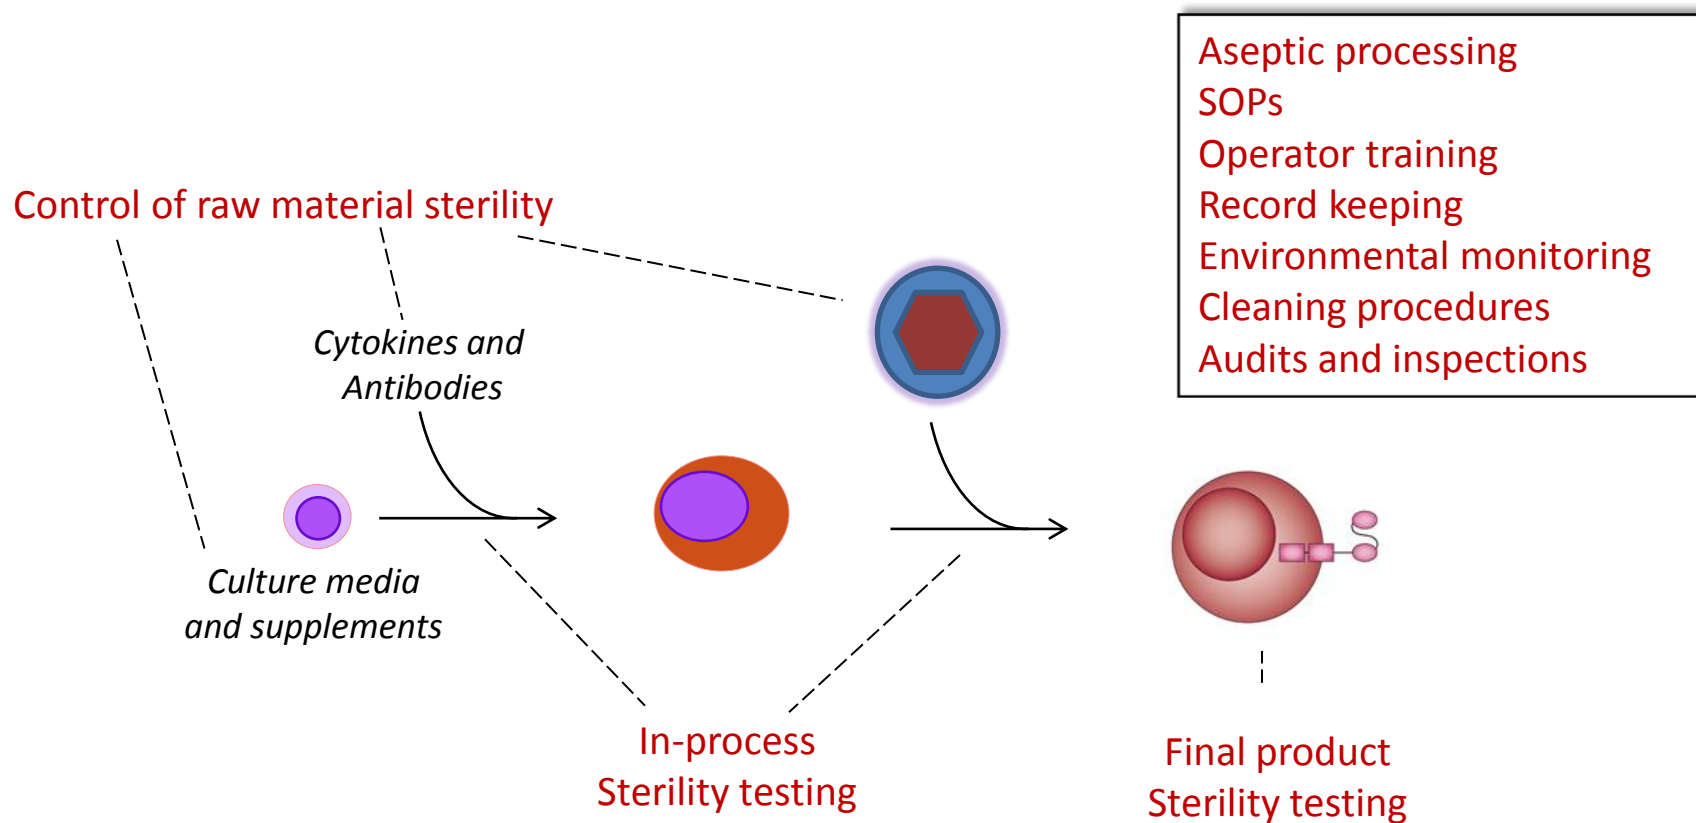 Aseptic processing
SOPs
Operator training
Record keeping
Environmental monitoring
Cleaning procedures
Audits and inspections
Control of raw material sterility
Cytokines and
Antibodies
Culture media
and supplements
In-process
Sterility testing
Final product
Sterility testing